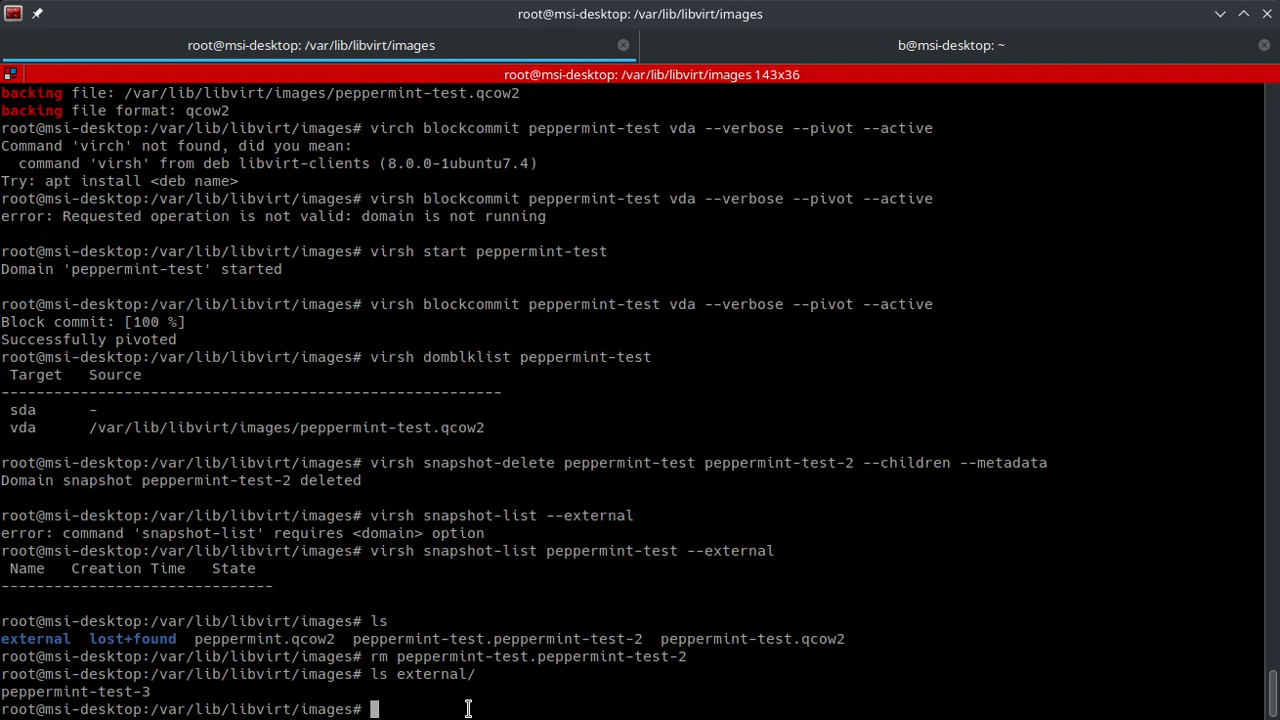 root@msi-desktop: /var/lib/libvirt/images
root@msi-desktop: /var/lib/libvirt/images
b@msi-desktop: ~
root@msi-desktop: /var/lib/libvirt/images 143x36
backing file: /var/lib/libvirt/images/peppermint-test.qcow2
backing file format: qcow2
root@msi-desktop:/var/lib/libvirt/images# virch blockcommit peppermint-test vda --verbose --pivot --active
Command 'virch' not found, did you mean:
  command 'virsh' from deb libvirt-clients (8.0.0-1ubuntu7.4)
Try: apt install <deb name>
root@msi-desktop:/var/lib/libvirt/images# virsh blockcommit peppermint-test vda --verbose --pivot --active
error: Requested operation is not valid: domain is not running
root@msi-desktop:/var/lib/libvirt/images# virsh start peppermint-test
Domain 'peppermint-test' started
root@msi-desktop:/var/lib/libvirt/images# virsh blockcommit peppermint-test vda --verbose --pivot --active
Block commit: [100 %]
Successfully pivoted
root@msi-desktop:/var/lib/libvirt/images# virsh domblklist peppermint-test
 Target   Source
---------------------------------------------------------
 sda      -
 vda      /var/lib/libvirt/images/peppermint-test.qcow2
root@msi-desktop:/var/lib/libvirt/images# virsh snapshot-delete peppermint-test peppermint-test-2 --children --metadata
Domain snapshot peppermint-test-2 deleted
root@msi-desktop:/var/lib/libvirt/images# virsh snapshot-list --external
error: command 'snapshot-list' requires <domain> option
root@msi-desktop:/var/lib/libvirt/images# virsh snapshot-list peppermint-test --external
 Name   Creation Time   State
-------------------------------
root@msi-desktop:/var/lib/libvirt/images# ls
external  lost+found  peppermint.qcow2  peppermint-test.peppermint-test-2  peppermint-test.qcow2
root@msi-desktop:/var/lib/libvirt/images# rm peppermint-test.peppermint-test-2
root@msi-desktop:/var/lib/libvirt/images# ls external/
peppermint-test-3
root@msi-desktop:/var/lib/libvirt/images#